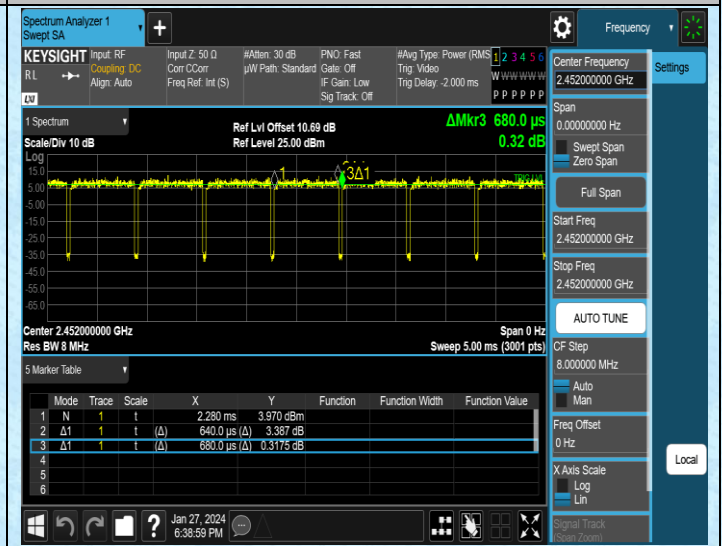 Spectrum Analyzer 1
Swept SA
Frequency
KEYSIGHT
RL
LXI
Input: RF
Coupling: DC
Align: Auto
Input Z: 50 Ω
Corr CCorr
Freq Ref: Int (S)
#Atten: 30 dB
µW Path: Standard
PNO: Fast
Gate: Off
IF Gain: Low
Sig Track: Off
#Avg Type: Power (RMS
Trig: Video
Trig Delay: -2.000 ms
1 2 3 4 5 6
W W W W W W
P P P P P P
1 Spectrum
Scale/Div 10 dB
Ref Lvl Offset 10.69 dB
Ref Level 25.00 dBm
ΔMkr3 680.0 µs
0.32 dB
Log
15.0
5.00
-5.00
-15.0
-25.0
-35.0
-45.0
-55.0
-65.0
1
3Δ1
TRIG LVL
Center 2.452000000 GHz
Res BW 8 MHz
Span 0 Hz
Sweep 5.00 ms (3001 pts)
5 Marker Table
Mode Trace Scale X Y Function Function Width Function Value
1 N 1 t 2.280 ms 3.970 dBm
2 Δ1 1 t (Δ) 640.0 µs (Δ) 3.387 dB
3 Δ1 1 t (Δ) 680.0 µs (Δ) 0.3175 dB
4
5
6
Jan 27, 2024
6:38:59 PM
Center Frequency
2.452000000 GHz
Settings
Span
0.00000000 Hz
Swept Span
Zero Span
Full Span
Start Freq
2.452000000 GHz
Stop Freq
2.452000000 GHz
AUTO TUNE
CF Step
8.000000 MHz
Auto
Man
Freq Offset
0 Hz
X Axis Scale
Log
Lin
Signal Track
(Span Zoom)
Local